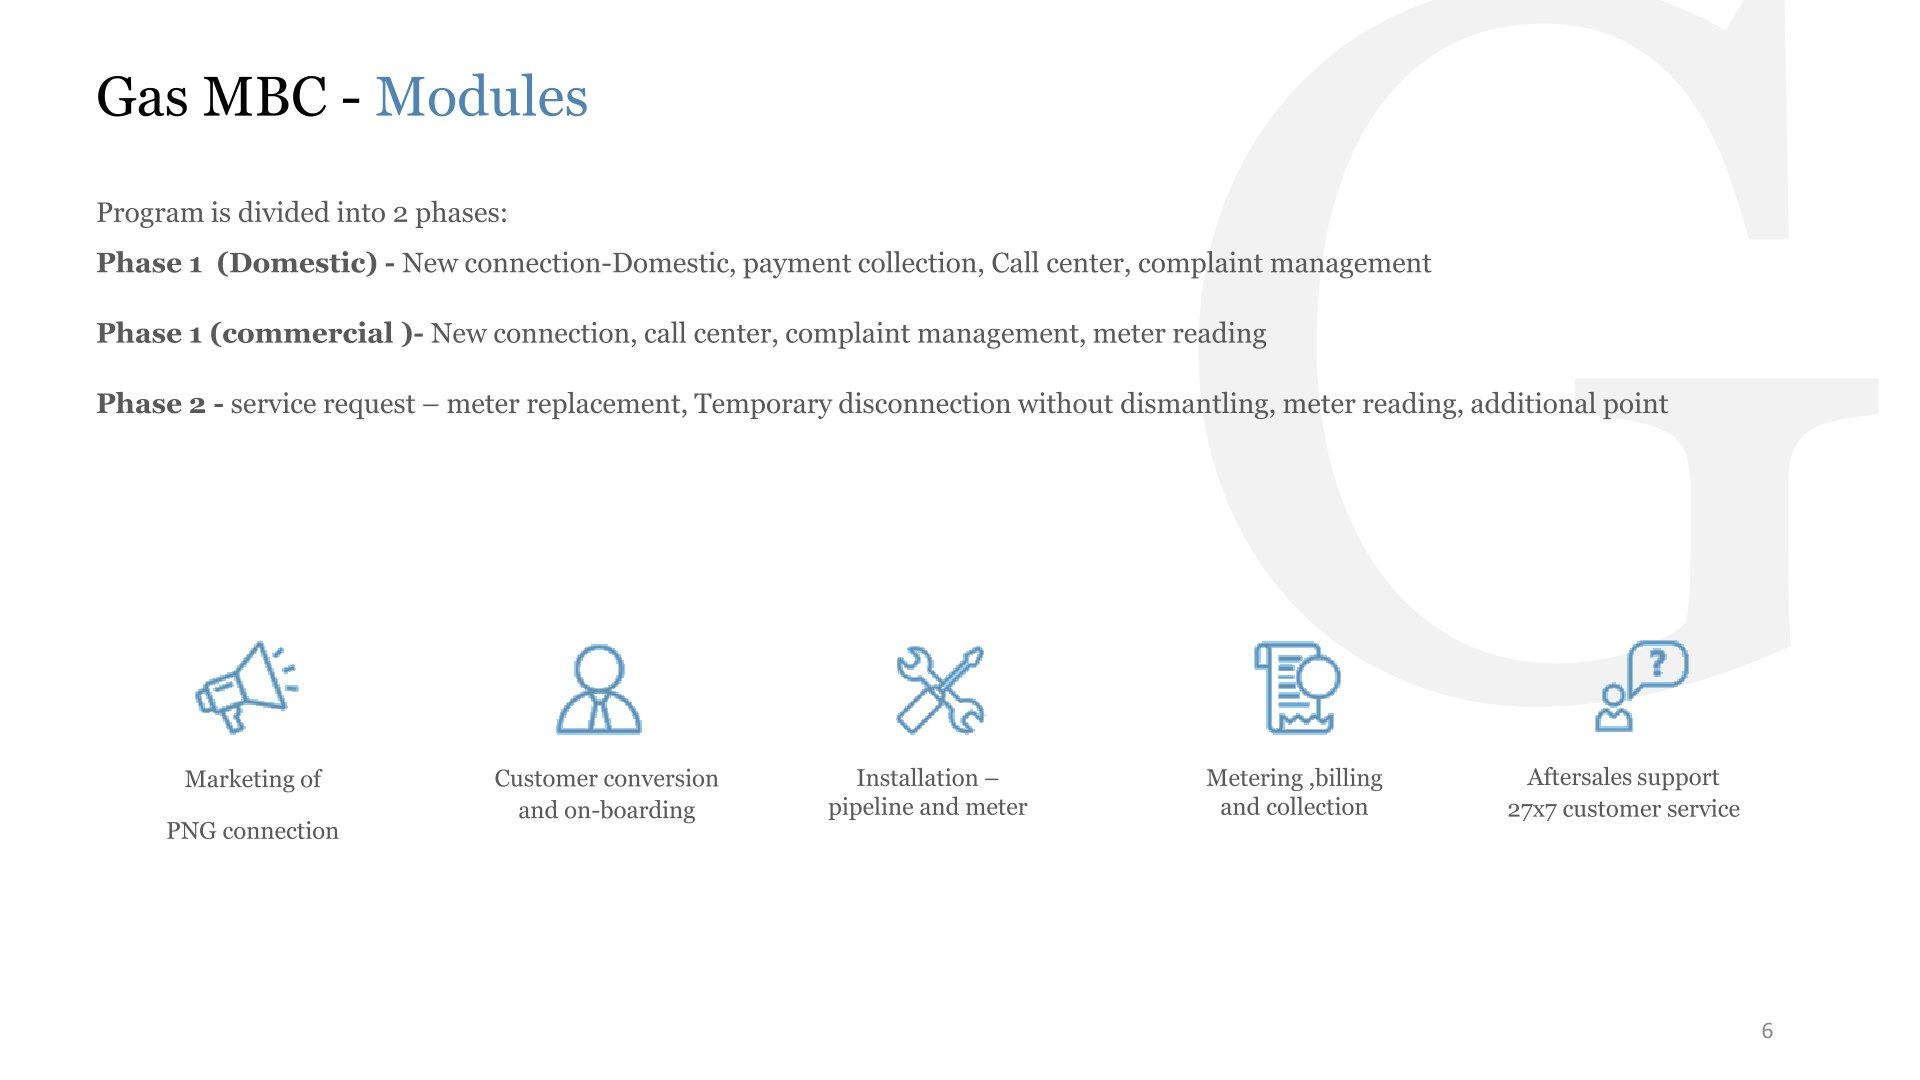 Gas MBC - Modules
Program is divided into 2 phases:
Phase 1  (Domestic) - New connection-Domestic, payment collection, Call center, complaint management
Phase 1 (commercial )- New connection, call center, complaint management, meter reading
Phase 2 - service request – meter replacement, Temporary disconnection without dismantling, meter reading, additional point
G
?
Marketing of
PNG connection
Customer conversion
and on-boarding
Installation –
pipeline and meter
Metering ,billing
and collection
Aftersales support
27x7 customer service
6